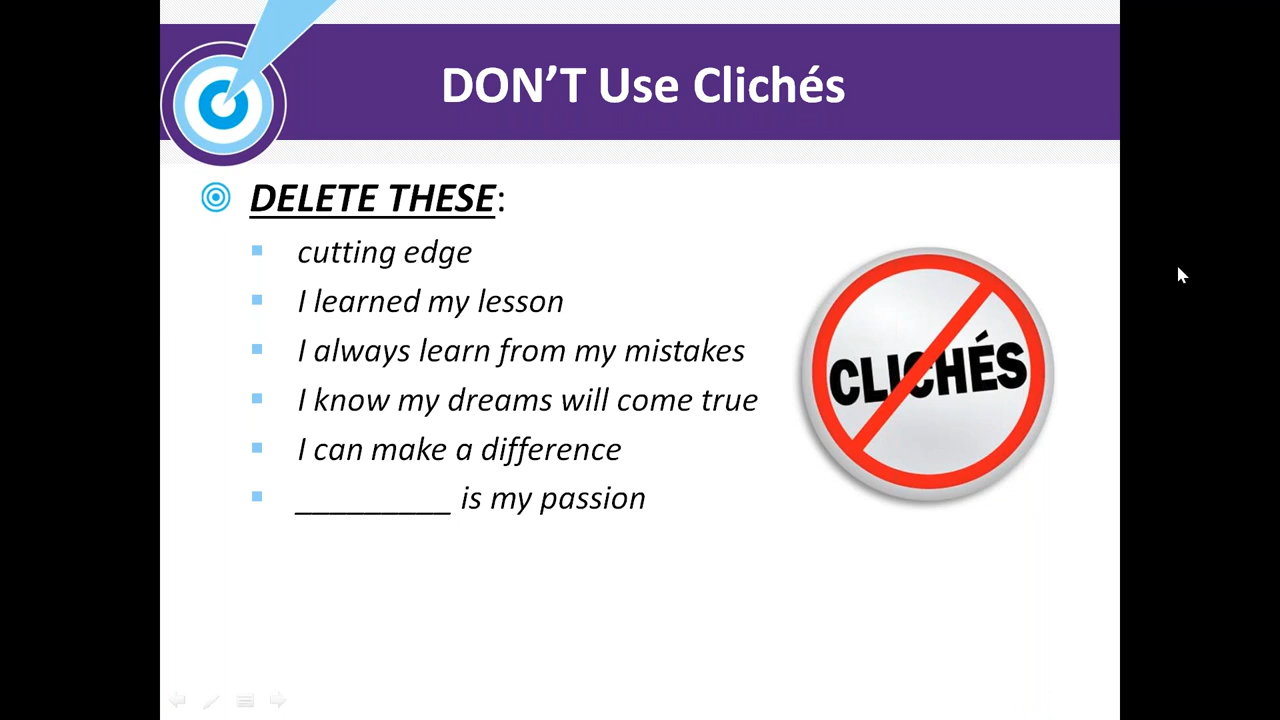 DON’T Use Clichés
DELETE THESE:
cutting edge
I learned my lesson
I always learn from my mistakes
I know my dreams will come true
I can make a difference
_________ is my passion
CLICHÉS